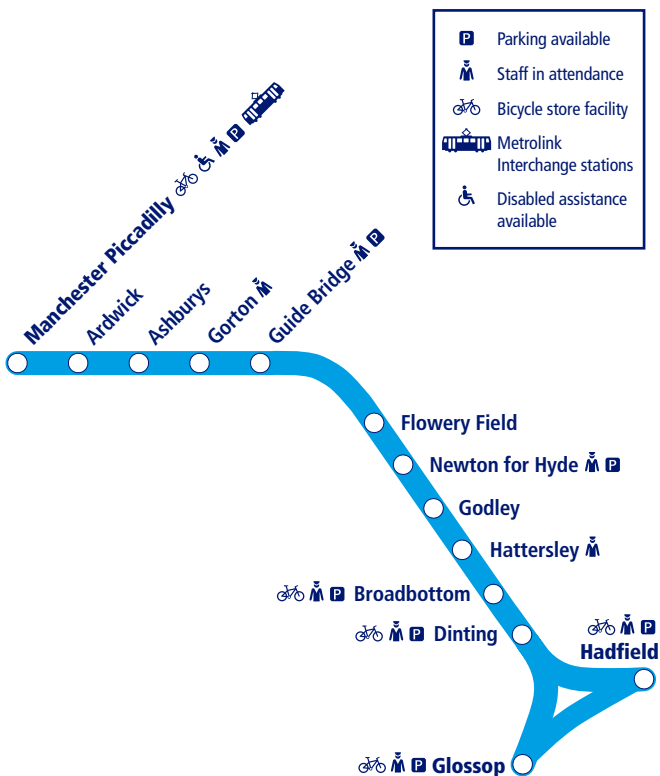 P Parking available
Staff in attendance
Bicycle store facility
Metrolink
Interchange stations
Disabled assistance
available
Manchester Piccadilly P
Ardwick
Ashburys
Gorton
Guide Bridge P
Flowery Field
Newton for Hyde P
Godley
Hattersley
P Broadbottom
P Dinting
P
Hadfield
P Glossop